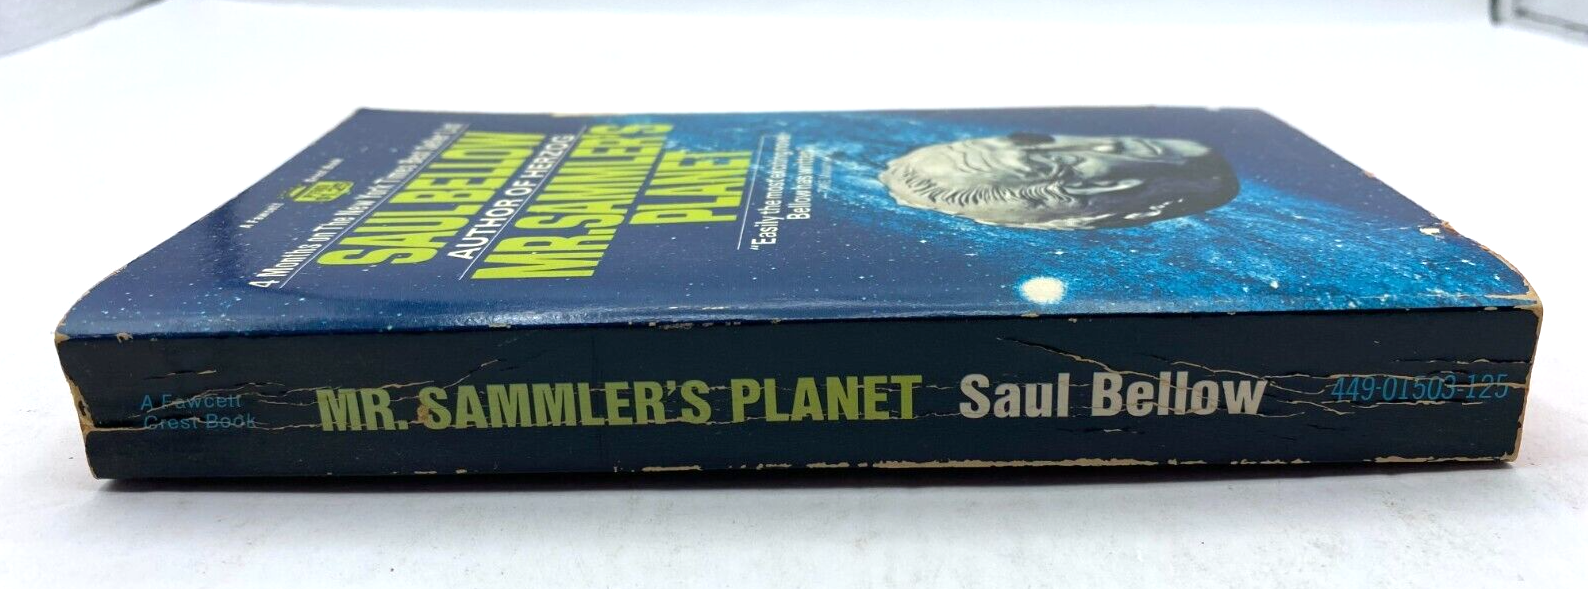 4 Months on The New York Times Best Seller List
SAUL BELLOW
AUTHOR OF HERZOG
MR. SAMMLER'S
PLANET
"Easily the most exciting novel
Bellow has written"
A Fawcett
Crest Book
MR. SAMMLER'S PLANET Saul Bellow 449-01503-125